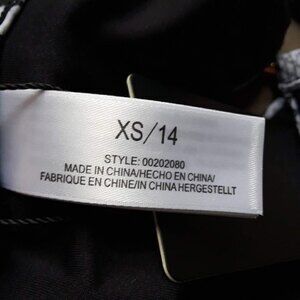 XS/14
STYLE: 00202080
MADE IN CHINA/HECHO EN CHINA/
FABRIQUE EN CHINE/IN CHINA HERGESTELLT